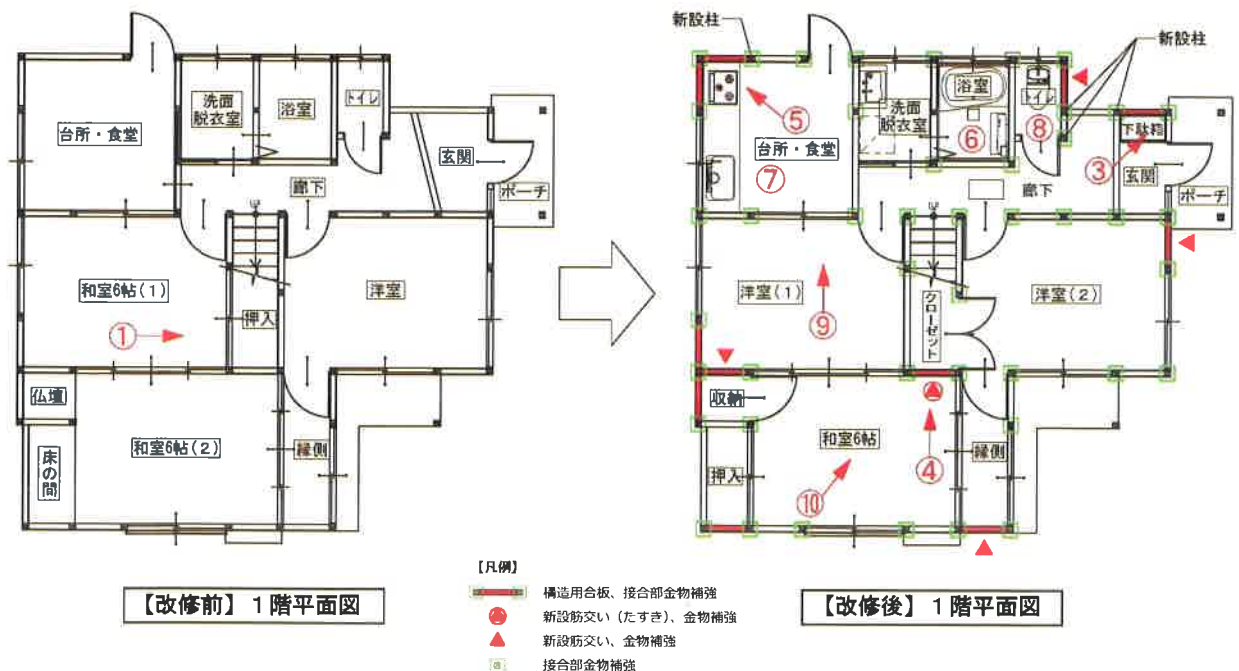 台所・食堂
洗面
脱衣室
浴室
トイレ
玄関
ポーチ
廊下
和室6帖(1)
①
押入
洋室
仏壇
床の間
和室6帖(2)
縁側
【改修前】1階平面図
新設柱
新設柱
⑤
台所・食堂
⑦
洗面
脱衣室
浴室
⑥
トイレ
⑧
下駄箱
③
玄関
ポーチ
廊下
洋室(1)
⑨
クローゼット
洋室(2)
収納
押入
和室6帖
④
⑩
縁側
【改修後】1階平面図
【凡例】
構造用合板、接合部金物補強
新設筋交い（たすき）、金物補強
新設筋交い、金物補強
接合部金物補強